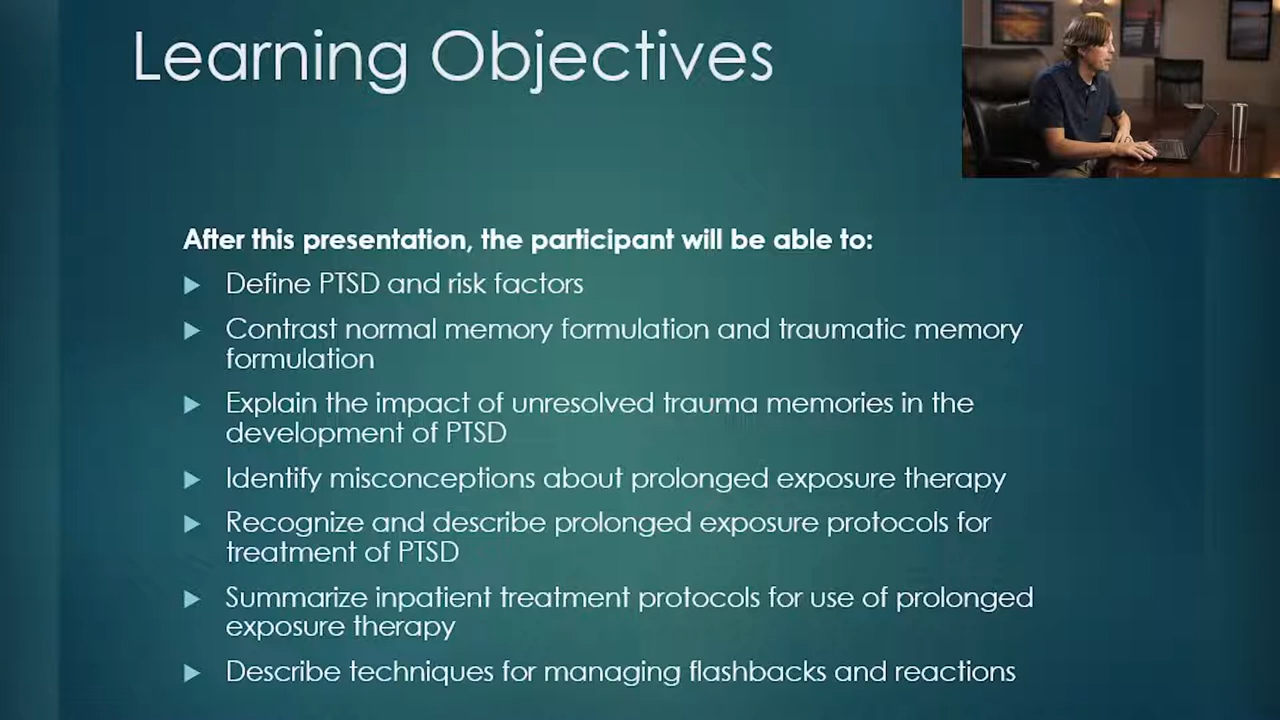 Learning Objectives
After this presentation, the participant will be able to:
Define PTSD and risk factors
Contrast normal memory formulation and traumatic memory
formulation
Explain the impact of unresolved trauma memories in the
development of PTSD
Identify misconceptions about prolonged exposure therapy
Recognize and describe prolonged exposure protocols for
treatment of PTSD
Summarize inpatient treatment protocols for use of prolonged
exposure therapy
Describe techniques for managing flashbacks and reactions